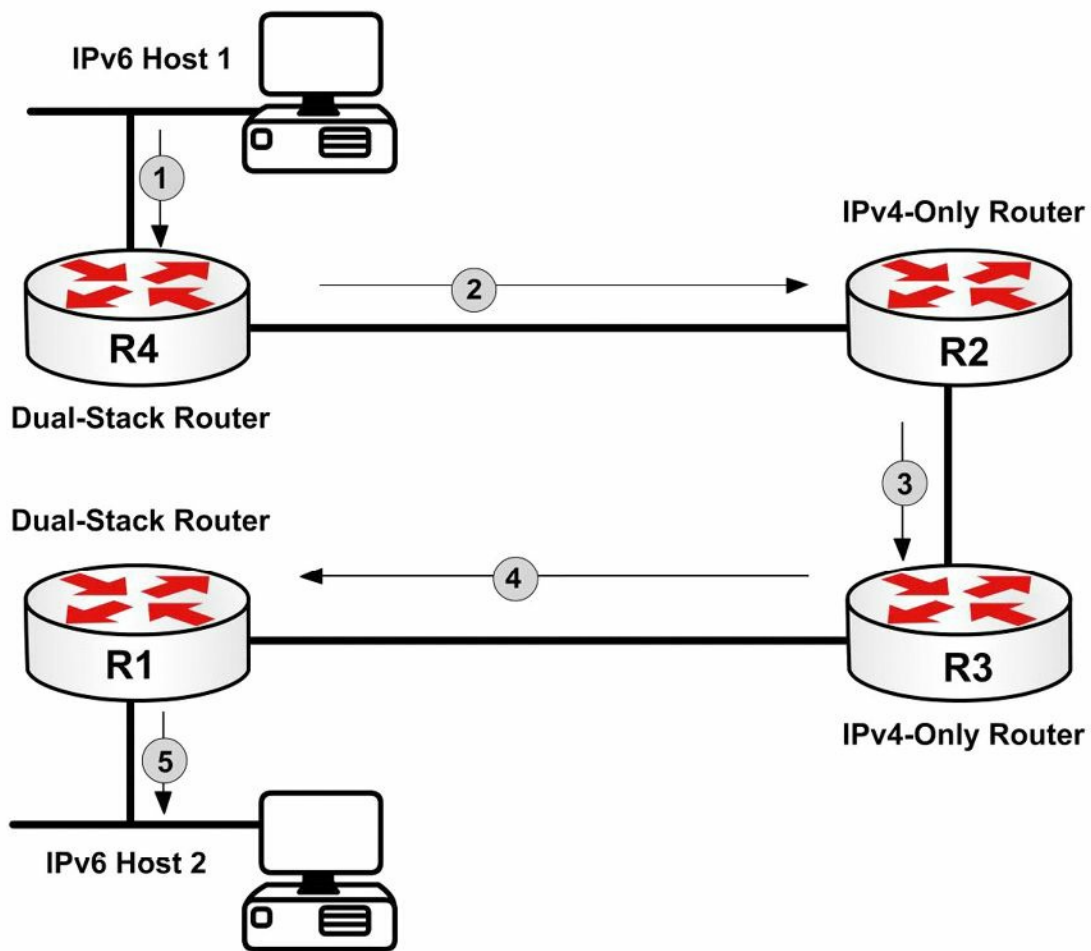 IPv6 Host 1
1
IPv4-Only Router
2
R4
R2
Dual-Stack Router
3
Dual-Stack Router
4
R1
R3
IPv4-Only Router
5
IPv6 Host 2